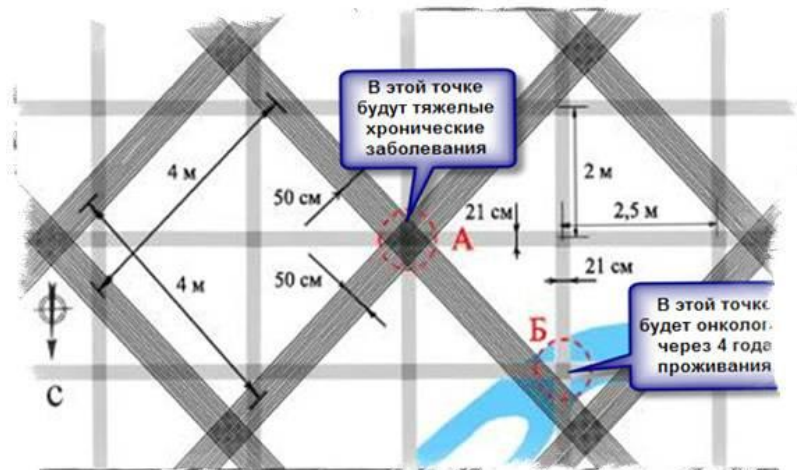 В этой точке
будут тяжелые
хронические
заболевания
4 м
50 см
2 м
21 см
2,5 м
А
4 м
50 см
21 см
В этой точке
будет онколог
через 4 года
проживания
Б
С